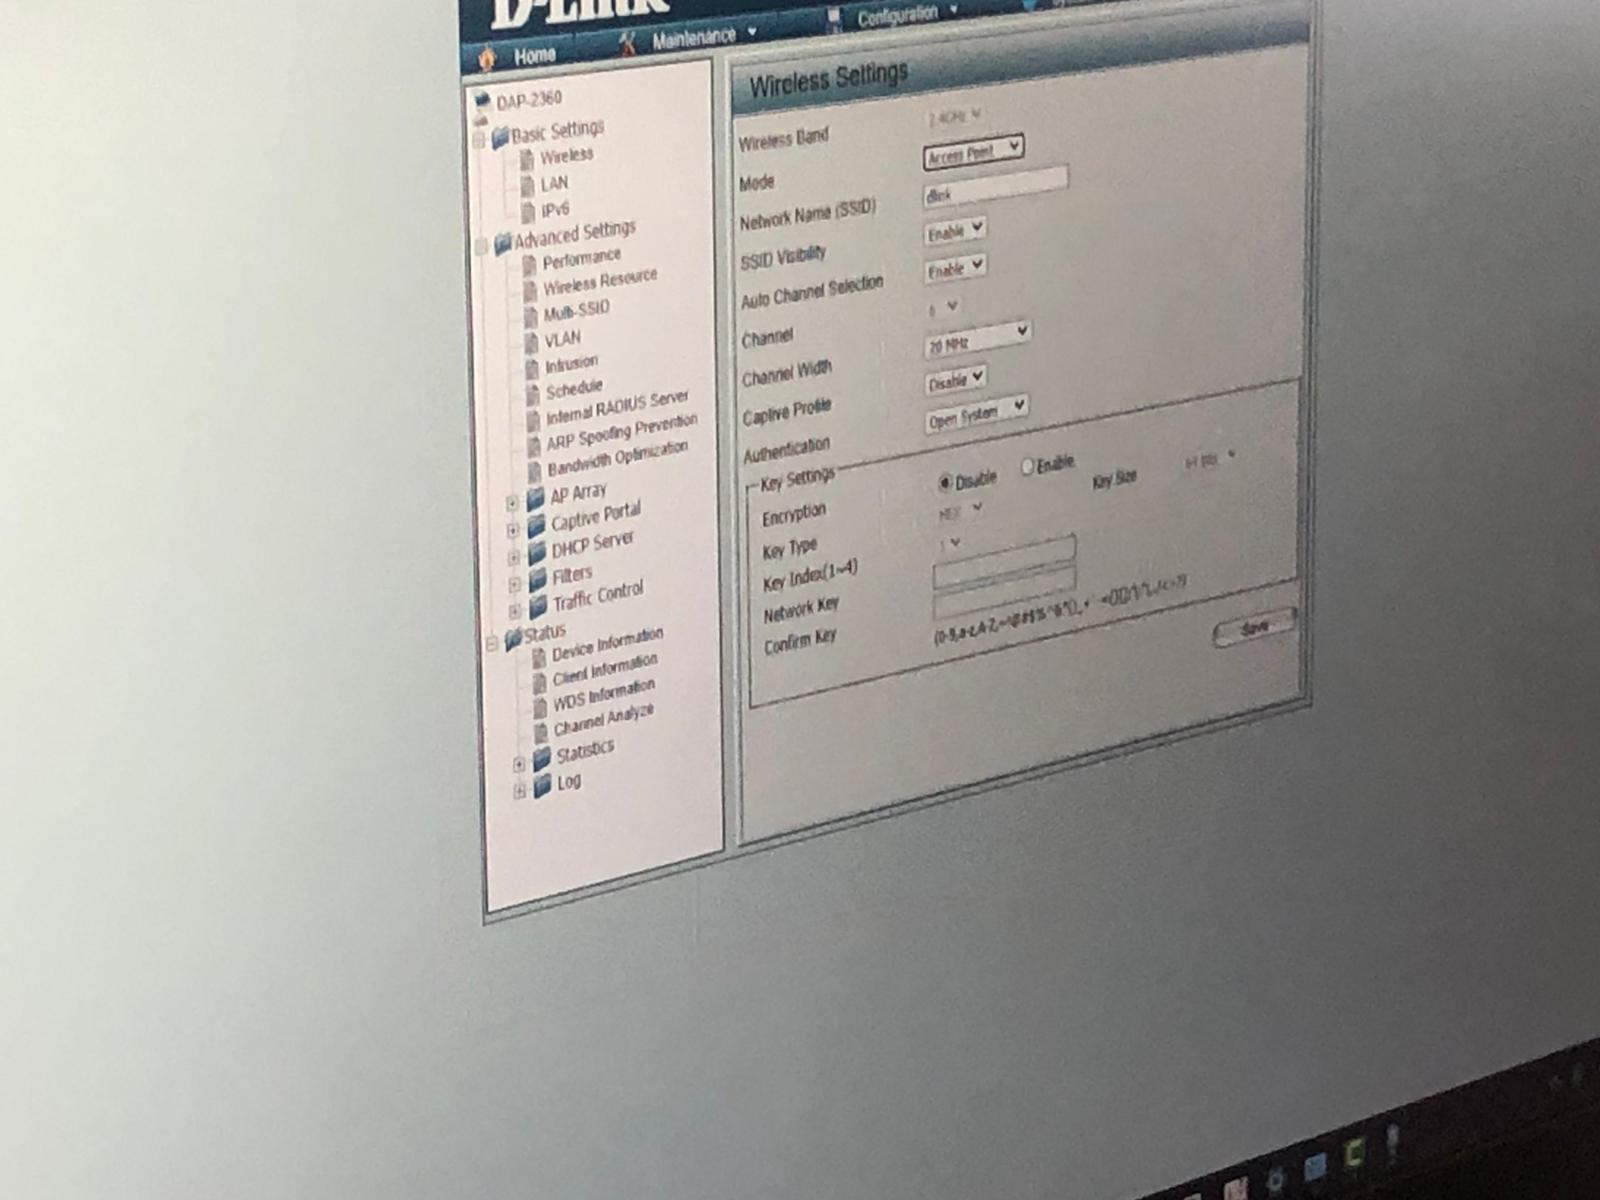 D-Link
Home
Maintenance
Configuration
DAP-2360
Basic Settings
Wireless
LAN
IPv6
Advanced Settings
Performance
Wireless Resource
Multi-SSID
VLAN
Intrusion
Schedule
Internal RADIUS Server
ARP Spoofing Prevention
Bandwidth Optimization
AP Array
Captive Portal
DHCP Server
Filters
Traffic Control
Status
Device Information
Client Information
WDS Information
Channel Analyze
Statistics
Log
Wireless Settings
Wireless Band 2.4GHz
Mode Access Point
Network Name (SSID) dlink
SSID Visibility Enable
Auto Channel Selection Enable
Channel 6
Channel Width 20 MHz
Captive Profile Disable
Authentication Open System
Key Settings
Encryption Disable Enable Key Size 64 Bits
Key Type HEX
Key Index(1~4) 1
Network Key
Confirm Key
Save